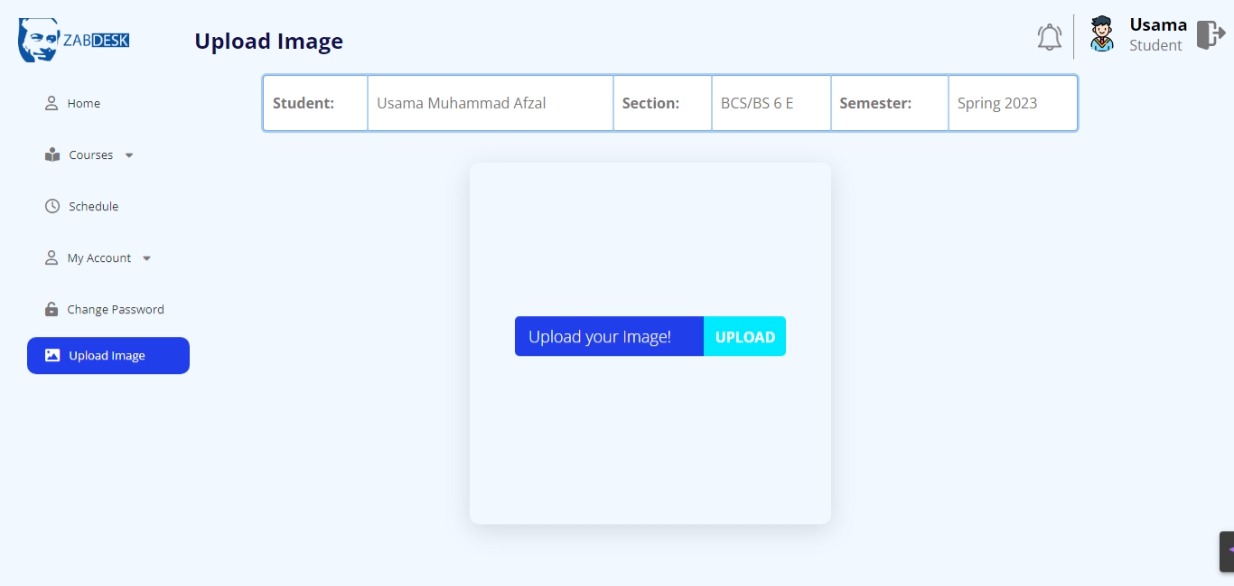 ZABDESK
Upload Image
Usama
Student
Student: Usama Muhammad Afzal Section: BCS/BS 6 E Semester: Spring 2023
Home
Courses
Schedule
My Account
Change Password
Upload Image
Upload your Image! UPLOAD